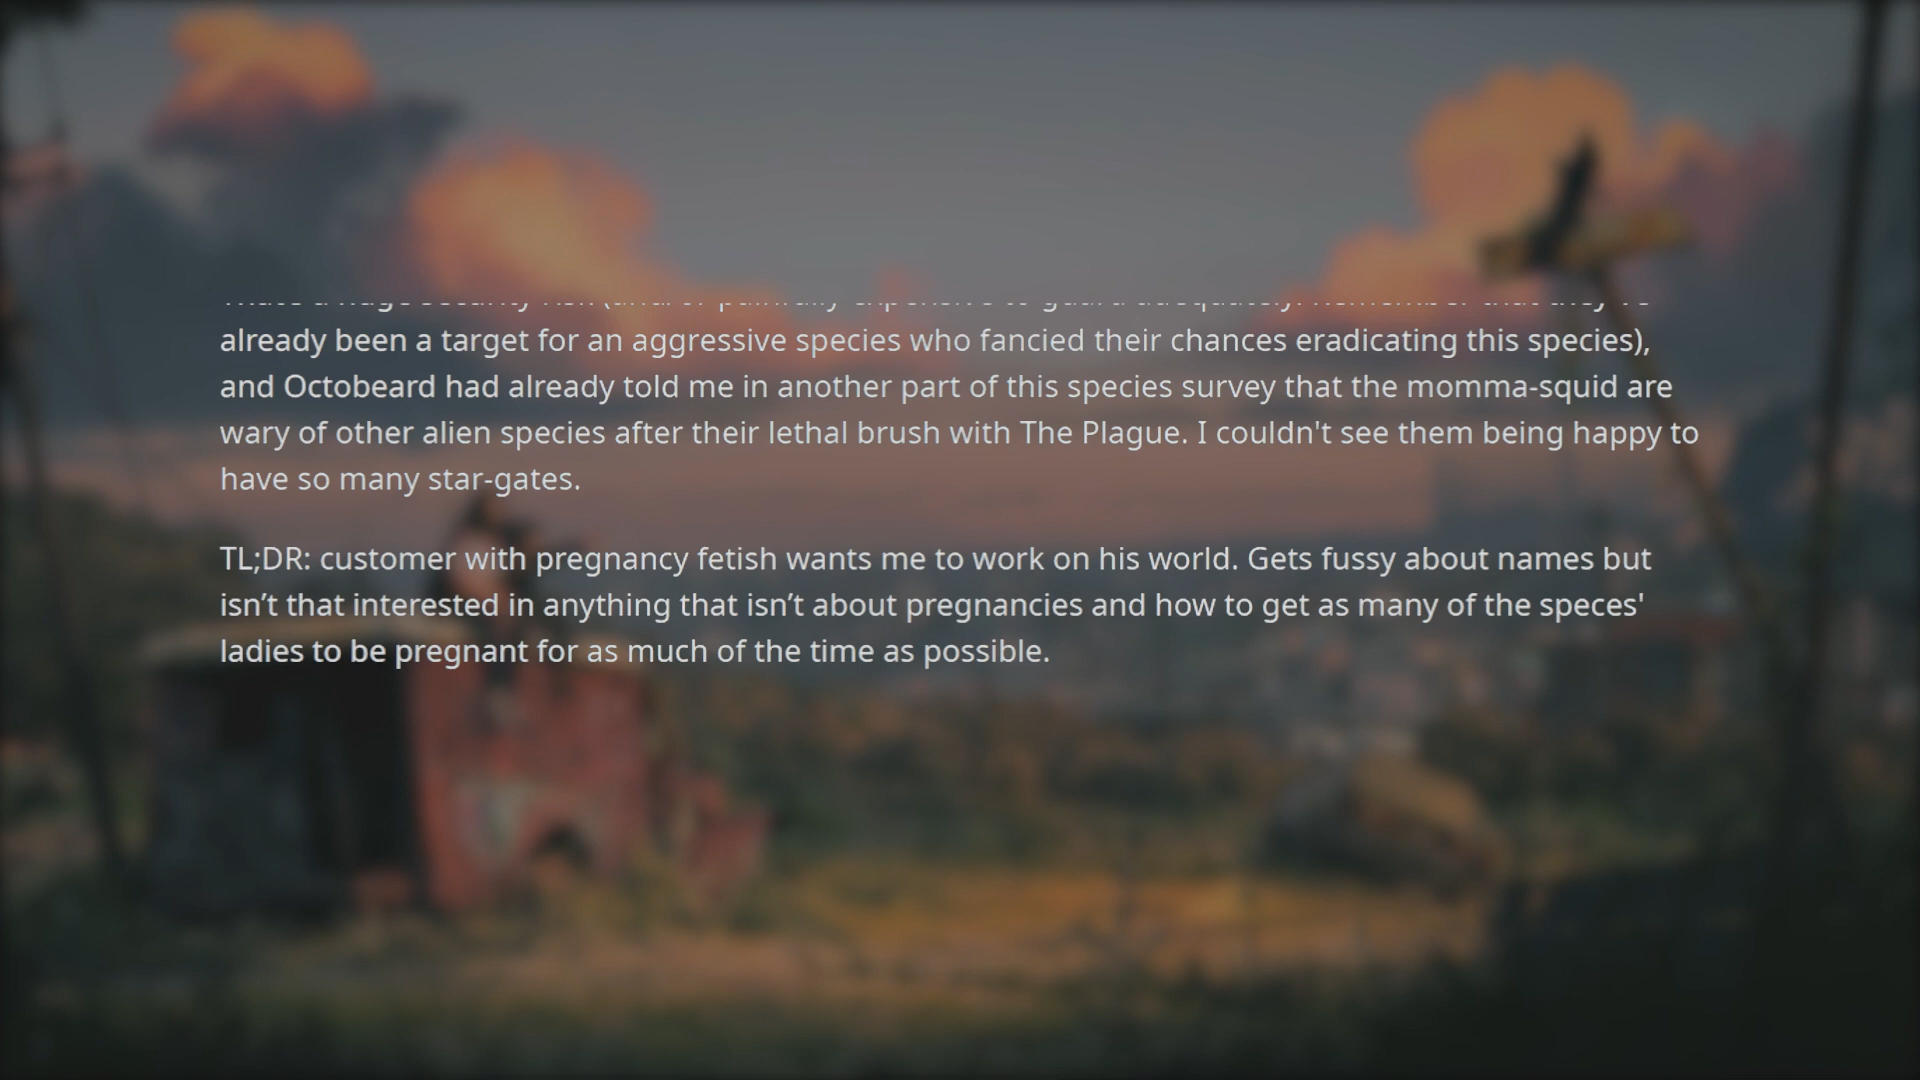 already been a target for an aggressive species who fancied their chances eradicating this species),
and Octobeard had already told me in another part of this species survey that the momma-squid are
wary of other alien species after their lethal brush with The Plague. I couldn't see them being happy to
have so many star-gates.
TL;DR: customer with pregnancy fetish wants me to work on his world. Gets fussy about names but
isn’t that interested in anything that isn’t about pregnancies and how to get as many of the speces'
ladies to be pregnant for as much of the time as possible.